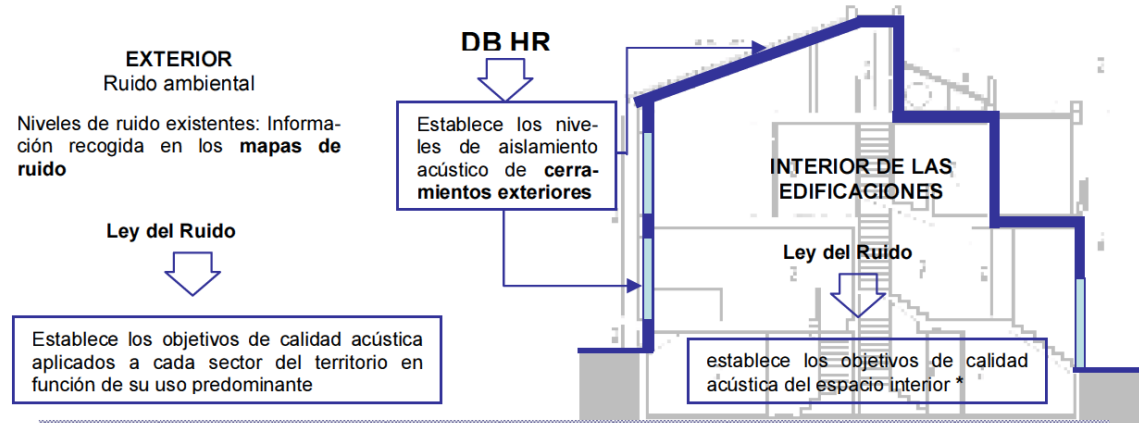 EXTERIOR
Ruido ambiental
Niveles de ruido existentes: Informa-
ción recogida en los mapas de
ruido
Ley del Ruido
Establece los objetivos de calidad acústica
aplicados a cada sector del territorio en
función de su uso predominante
DB HR
Establece los nive-
les de aislamiento
acústico de cerra-
mientos exteriores
INTERIOR DE LAS
EDIFICACIONES
Ley del Ruido
establece los objetivos de calidad
acústica del espacio interior *